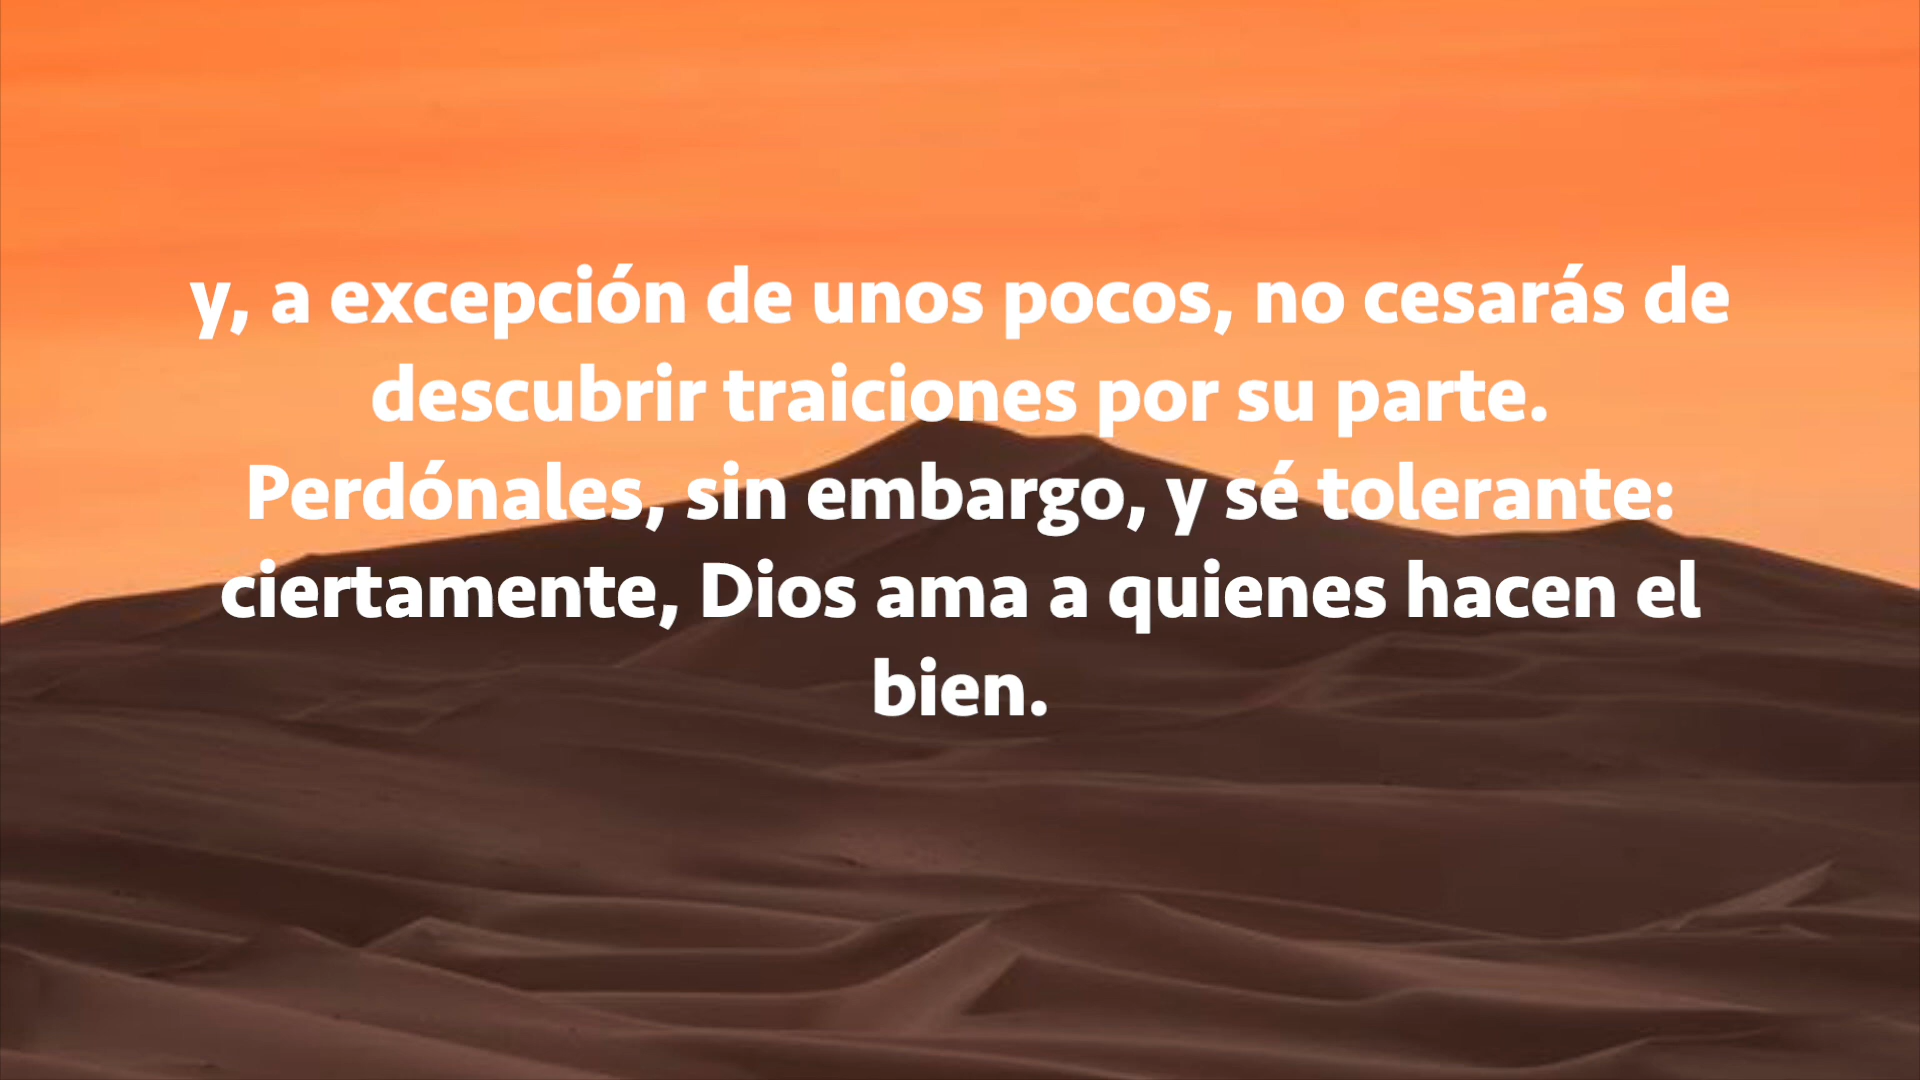 y, a excepción de unos pocos, no cesarás de
descubrir traiciones por su parte.
Perdónales, sin embargo, y sé tolerante:
ciertamente, Dios ama a quienes hacen el
bien.